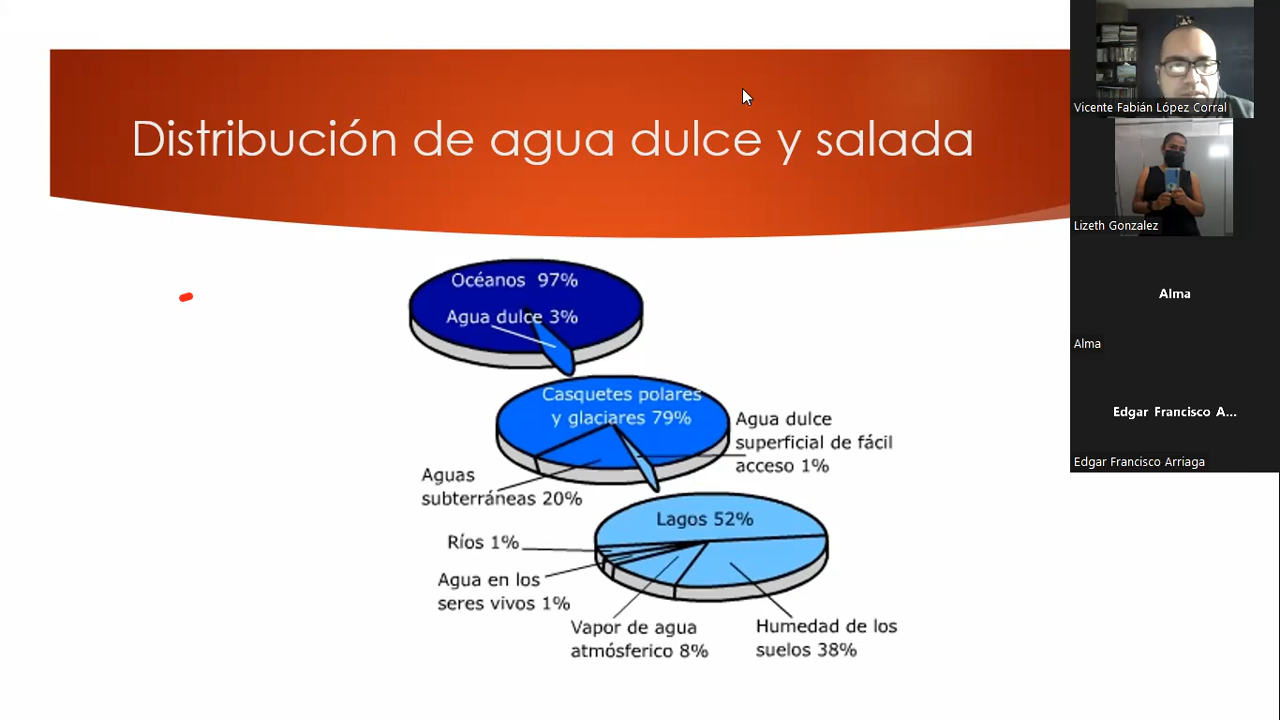 Distribución de agua dulce y salada
Océanos 97%
Agua dulce 3%
Casquetes polares
y glaciares 79%
Agua dulce
superficial de fácil
acceso 1%
Aguas
subterráneas 20%
Lagos 52%
Ríos 1%
Agua en los
seres vivos 1%
Vapor de agua
atmósferico 8%
Humedad de los
suelos 38%
Vicente Fabián López Corral
Lizeth Gonzalez
Alma
Alma
Edgar Francisco A...
Edgar Francisco Arriaga